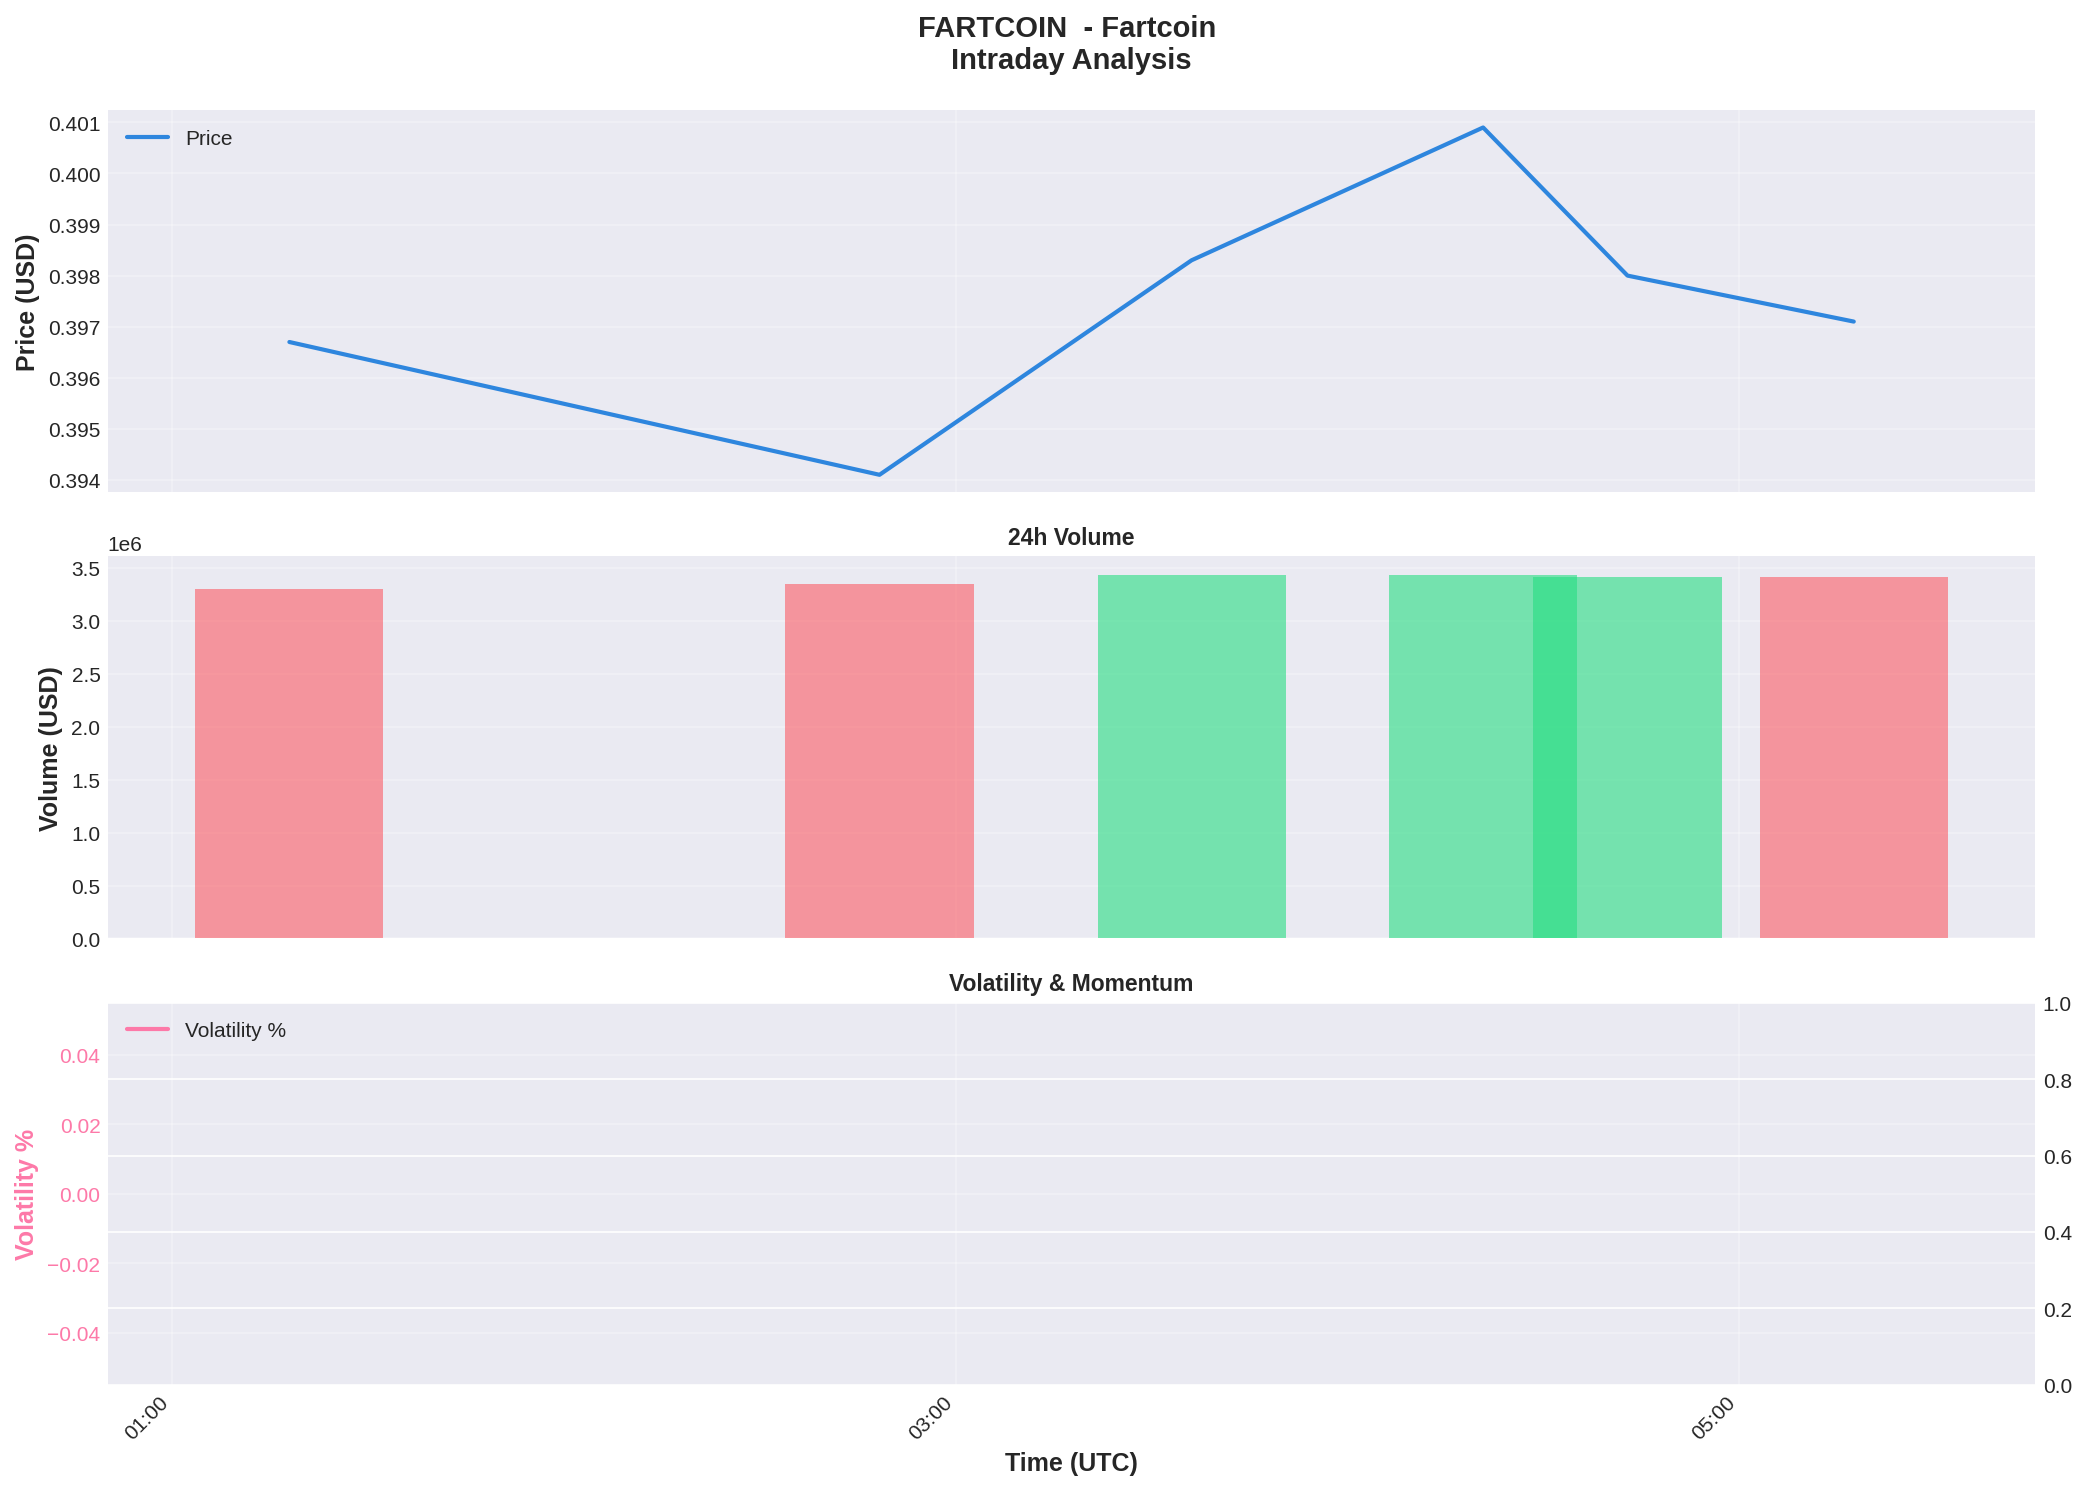 FARTCOIN  - Fartcoin
Intraday Analysis
Price
0.401
0.400
0.399
0.398
0.397
0.396
0.395
0.394
Price (USD)
24h Volume
1e6
3.5
3.0
2.5
2.0
1.5
1.0
0.5
0.0
Volume (USD)
Volatility & Momentum
Volatility %
0.04
0.02
0.00
−0.02
−0.04
Volatility %
1.0
0.8
0.6
0.4
0.2
0.0
01:00
03:00
05:00
Time (UTC)